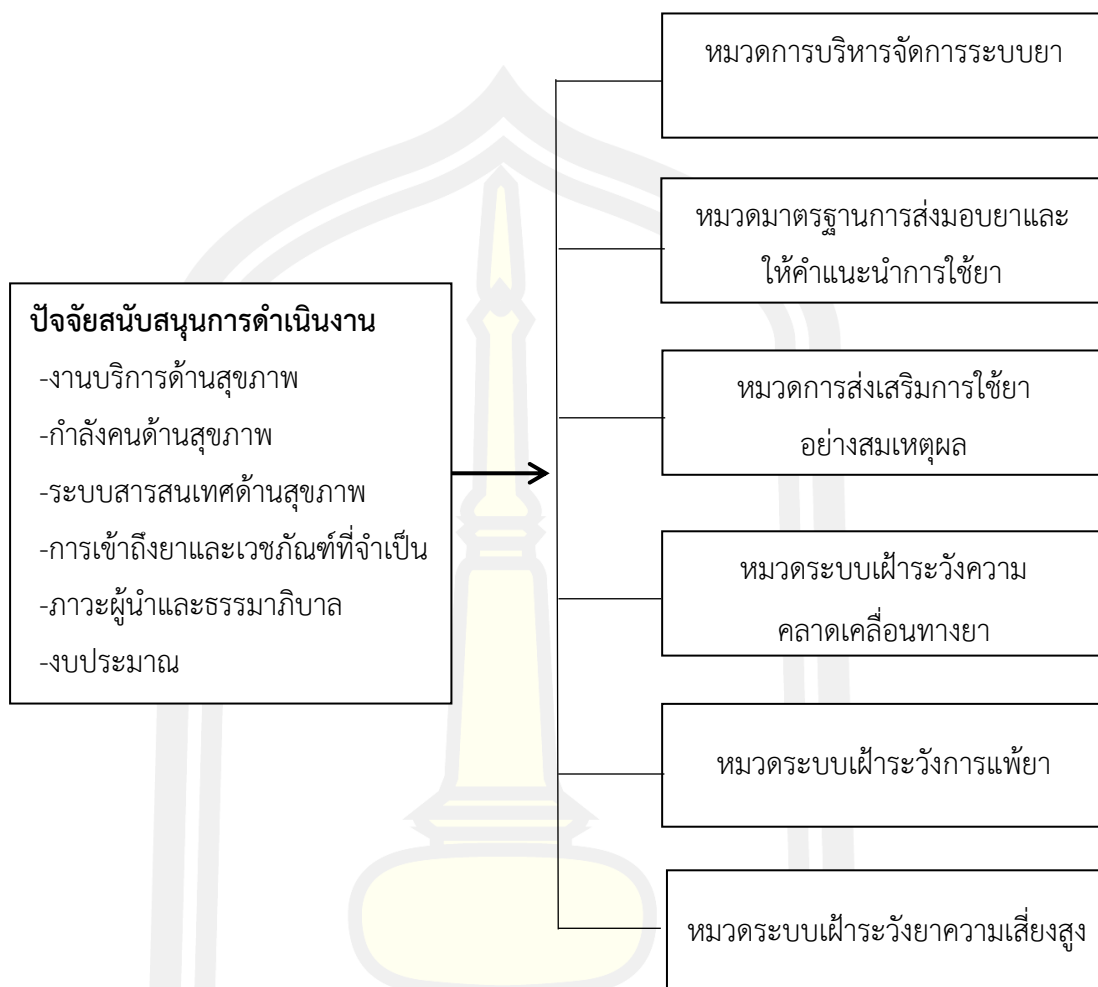 หมวดการบริหารจัดการระบบยา
หมวดมาตรฐานการส่งมอบยาและ
ให้คำแนะนำการใช้ยา
ปัจจัยสนับสนุนการดำเนินงาน
-งานบริการด้านสุขภาพ
-กำลังคนด้านสุขภาพ
-ระบบสารสนเทศด้านสุขภาพ
-การเข้าถึงยาและเวชภัณฑ์ที่จำเป็น
-ภาวะผู้นำและธรรมาภิบาล
-งบประมาณ
หมวดการส่งเสริมการใช้ยา
อย่างสมเหตุผล
หมวดระบบเฝ้าระวังความ
คลาดเคลื่อนทางยา
หมวดระบบเฝ้าระวังการแพ้ยา
หมวดระบบเฝ้าระวังยาความเสี่ยงสูง